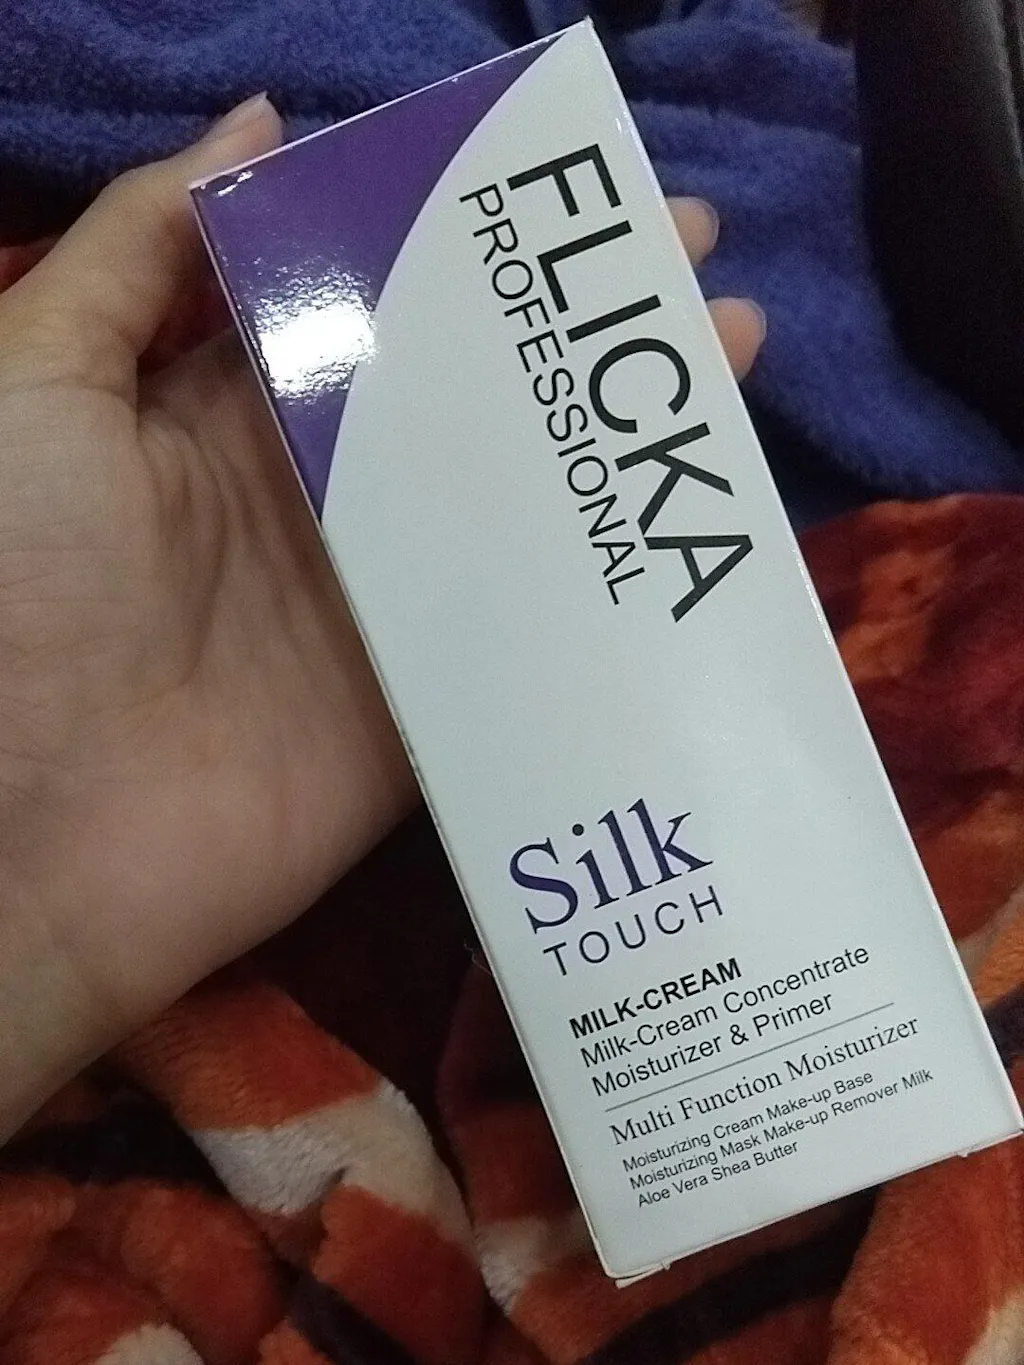 FLICKA
PROFESSIONAL
Silk
TOUCH
MILK-CREAM
Milk-Cream Concentrate
Moisturizer & Primer
Multi Function Moisturizer
Moisturizing Cream Make-up Base
Moisturizing Mask Make-up Remover Milk
Aloe Vera Shea Butter